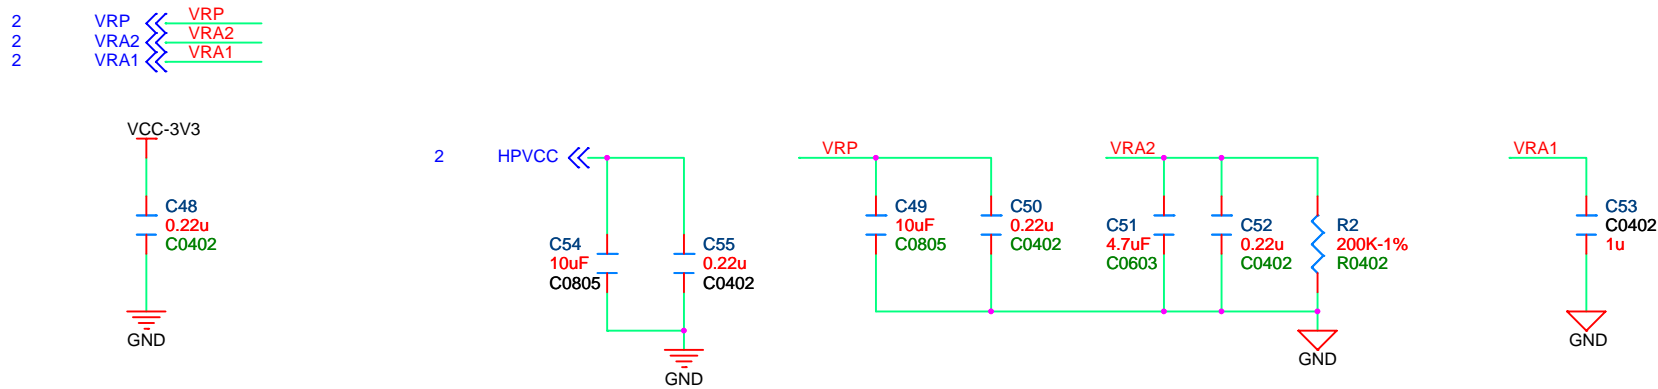 2 VRP VRP
2 VRA2 VRA2
2 VRA1 VRA1
VCC-3V3
C48
0.22u
C0402
GND
2 HPVCC
C54
10uF
C0805
C55
0.22u
C0402
GND
VRP
C49
10uF
C0805
C50
0.22u
C0402
VRA2
C51
4.7uF
C0603
C52
0.22u
C0402
R2
200K-1%
R0402
GND
VRA1
C53
C0402
1u
GND